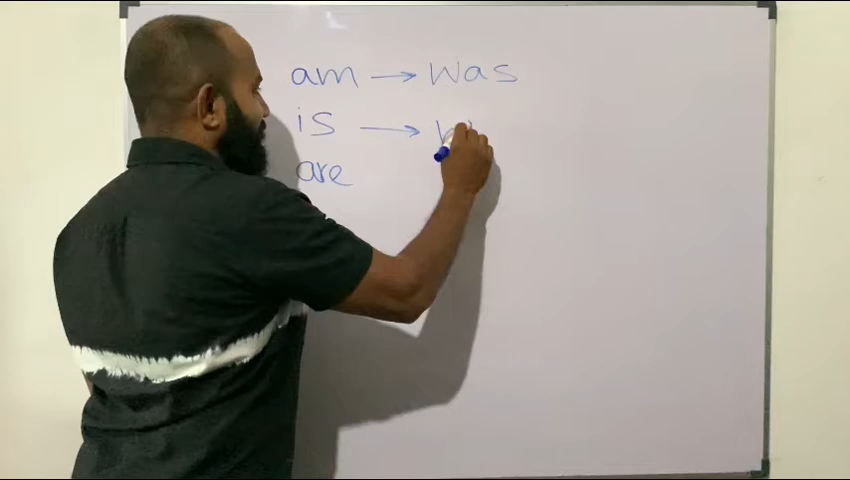 am → was
is →
are